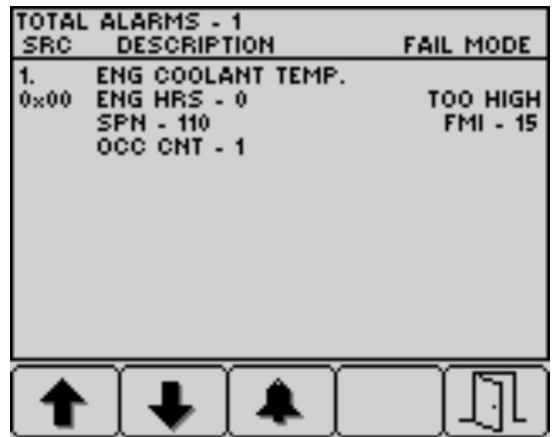 TOTAL ALARMS - 1
SRC DESCRIPTION FAIL MODE
1. ENG COOLANT TEMP.
0x00 ENG HRS - 0 TOO HIGH
SPN - 110 FMI - 15
OCC CNT - 1